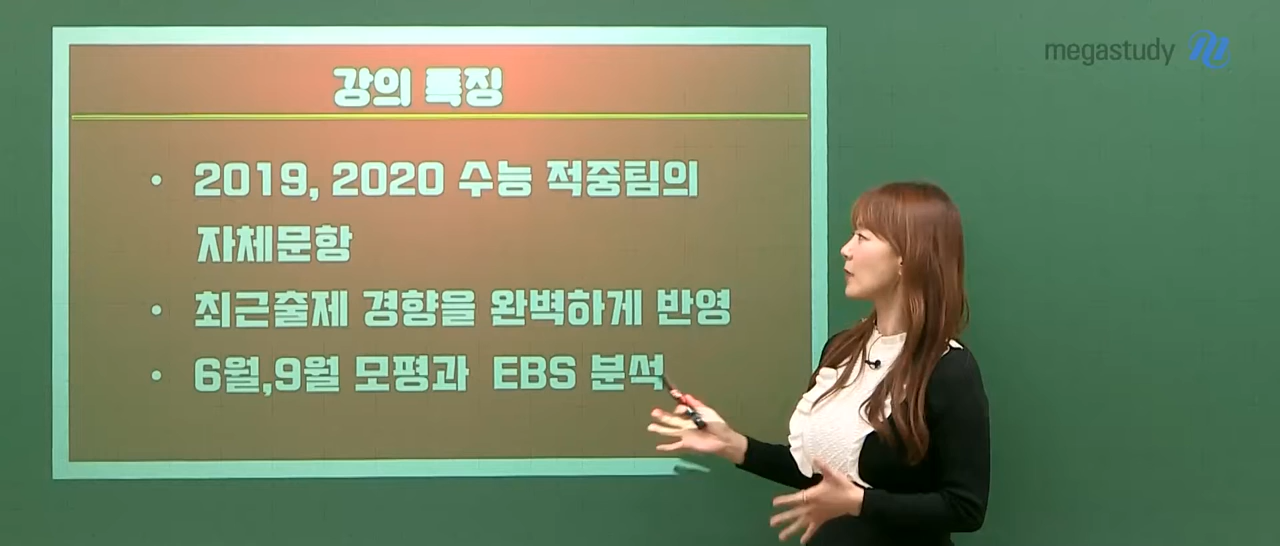 megastudy
강의 특징
• 2019, 2020 수능 적중팀의
자체문항
• 최근출제 경향을 완벽하게 반영
• 6월,9월 모평과 EBS 분석